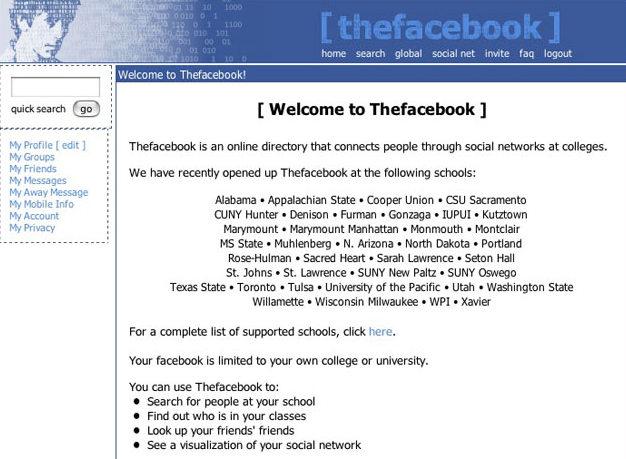 [ thefacebook ]
home search global social net invite faq logout
quick search go
My Profile [ edit ]
My Groups
My Friends
My Messages
My Away Message
My Mobile Info
My Account
My Privacy
Welcome to Thefacebook!
[ Welcome to Thefacebook ]
Thefacebook is an online directory that connects people through social networks at colleges.
We have recently opened up Thefacebook at the following schools:
Alabama • Appalachian State • Cooper Union • CSU Sacramento
CUNY Hunter • Denison • Furman • Gonzaga • IUPUI • Kutztown
Marymount • Marymount Manhattan • Monmouth • Montclair
MS State • Muhlenberg • N. Arizona • North Dakota • Portland
Rose-Hulman • Sacred Heart • Sarah Lawrence • Seton Hall
St. Johns • St. Lawrence • SUNY New Paltz • SUNY Oswego
Texas State • Toronto • Tulsa • University of the Pacific • Utah • Washington State
Willamette • Wisconsin Milwaukee • WPI • Xavier
For a complete list of supported schools, click here.
Your facebook is limited to your own college or university.
You can use Thefacebook to:
• Search for people at your school
• Find out who is in your classes
• Look up your friends' friends
• See a visualization of your social network